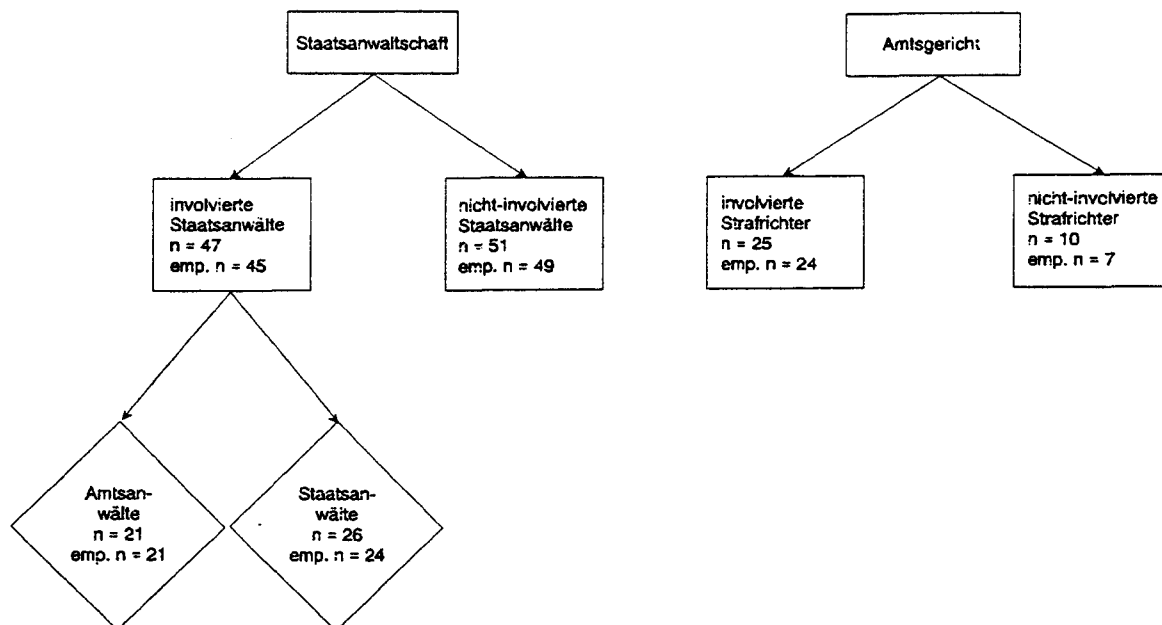 Staatsanwaltschaft
Amtsgericht
involvierte
Staatsanwälte
n = 47
emp. n = 45
nicht-involvierte
Staatsanwälte
n = 51
emp. n = 49
involvierte
Strafrichter
n = 25
emp. n = 24
nicht-involvierte
Strafrichter
n = 10
emp. n = 7
Amtsan-
wälte
n = 21
emp. n = 21
Staatsan-
wälte
n = 26
emp. n = 24